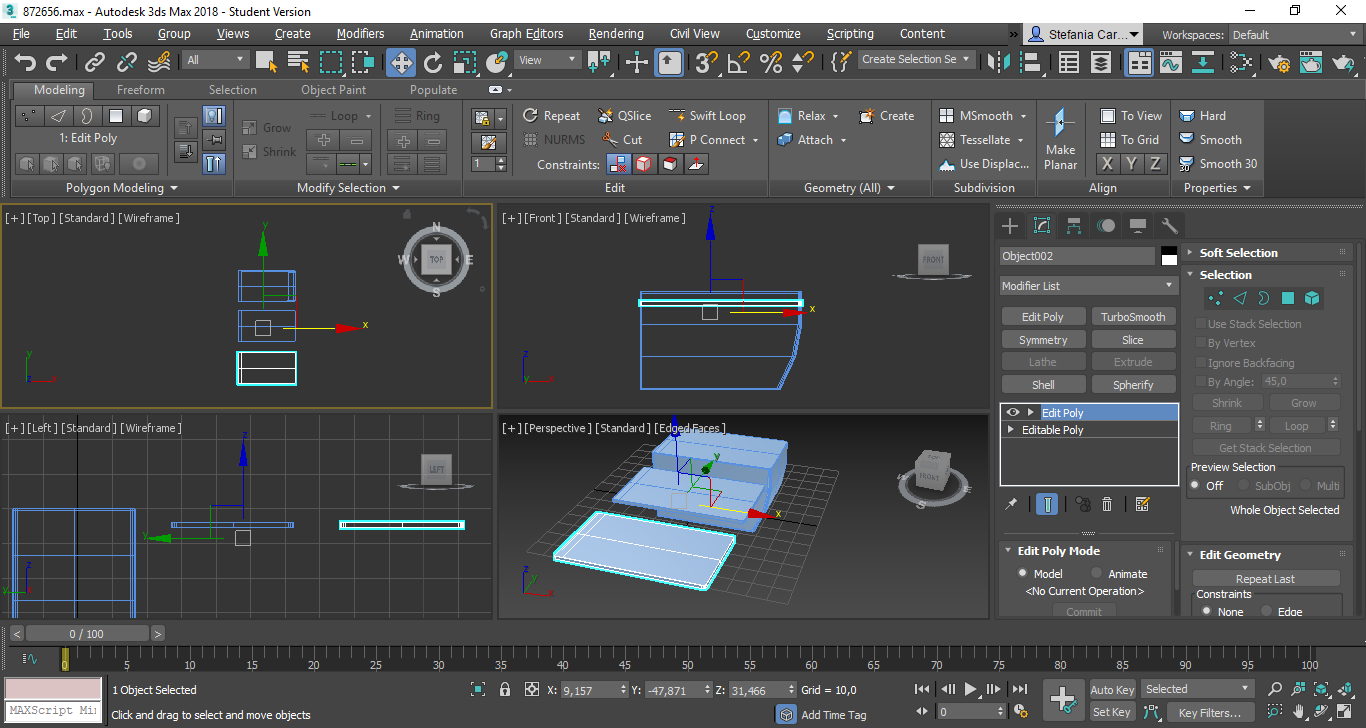 872656.max - Autodesk 3ds Max 2018 - Student Version
File Edit Tools Group Views Create Modifiers Animation Graph Editors Rendering Civil View Customize Scripting Content » Stefania Car... Workspaces: Default
All View 3 Create Selection Se
Modeling Freeform Selection Object Paint Populate
1: Edit Poly
Polygon Modeling
Grow
Shrink
Loop
Ring
Modify Selection
1
Repeat QSlice Swift Loop
NURMS Cut P Connect
Constraints:
Edit
Relax Create
Attach
Geometry (All)
MSmooth
Tessellate
Use Displac...
Subdivision
Make
Planar
To View
To Grid
X Y Z
Align
Hard
Smooth
Smooth 30
30
Properties
[+] [Top] [Standard] [Wireframe]
N
W TOP E
S
y
x
y
z x
[+] [Front] [Standard] [Wireframe]
FRONT
z
x
z
y x
[+] [Left] [Standard] [Wireframe]
LEFT
z
y
z
y
[+] [Perspective] [Standard] [Edged Faces]
FRONT
S E
z
y
x
z
y
x
Object002
Modifier List
Edit Poly TurboSmooth
Symmetry Slice
Lathe Extrude
Shell Spherify
Edit Poly
Editable Poly
Edit Poly Mode
Model Animate
<No Current Operation>
Commit
Soft Selection
Selection
Use Stack Selection
By Vertex
Ignore Backfacing
By Angle: 45,0
Shrink Grow
Ring Loop
Get Stack Selection
Preview Selection
Off SubObj Multi
Whole Object Selected
Edit Geometry
Repeat Last
Constraints
None Edge
< 0 / 100 >
0 5 10 15 20 25 30 35 40 45 50 55 60 65 70 75 80 85 90 95 100
MAXScript Mi
1 Object Selected
Click and drag to select and move objects
X: 9,157 Y: -47,871 Z: 31,466 Grid = 10,0
Add Time Tag
0
Auto Key Selected
Set Key Key Filters...